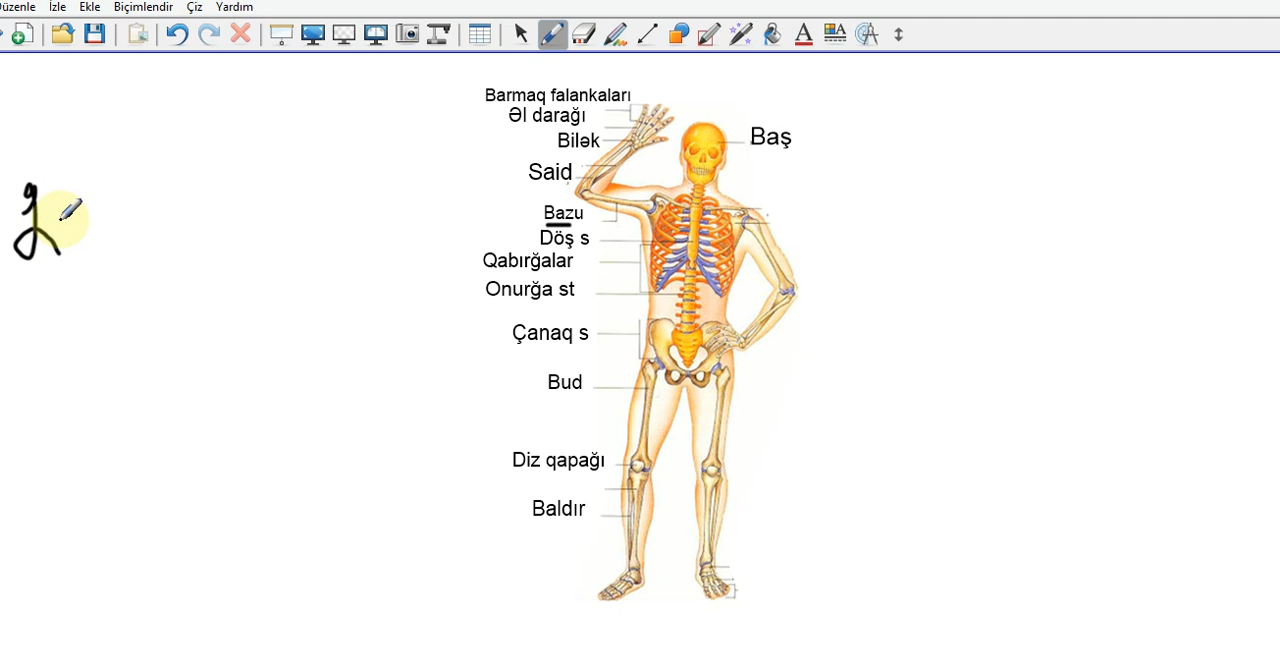 Düzenle İzle Ekle Biçimlendir Çiz Yardım
Barmaq falankaları
Əl darağı
Bilək
Baş
Said
Bazu
Döş s
Qabırğalar
Onurğa st
Çanaq s
Bud
Diz qapağı
Baldır